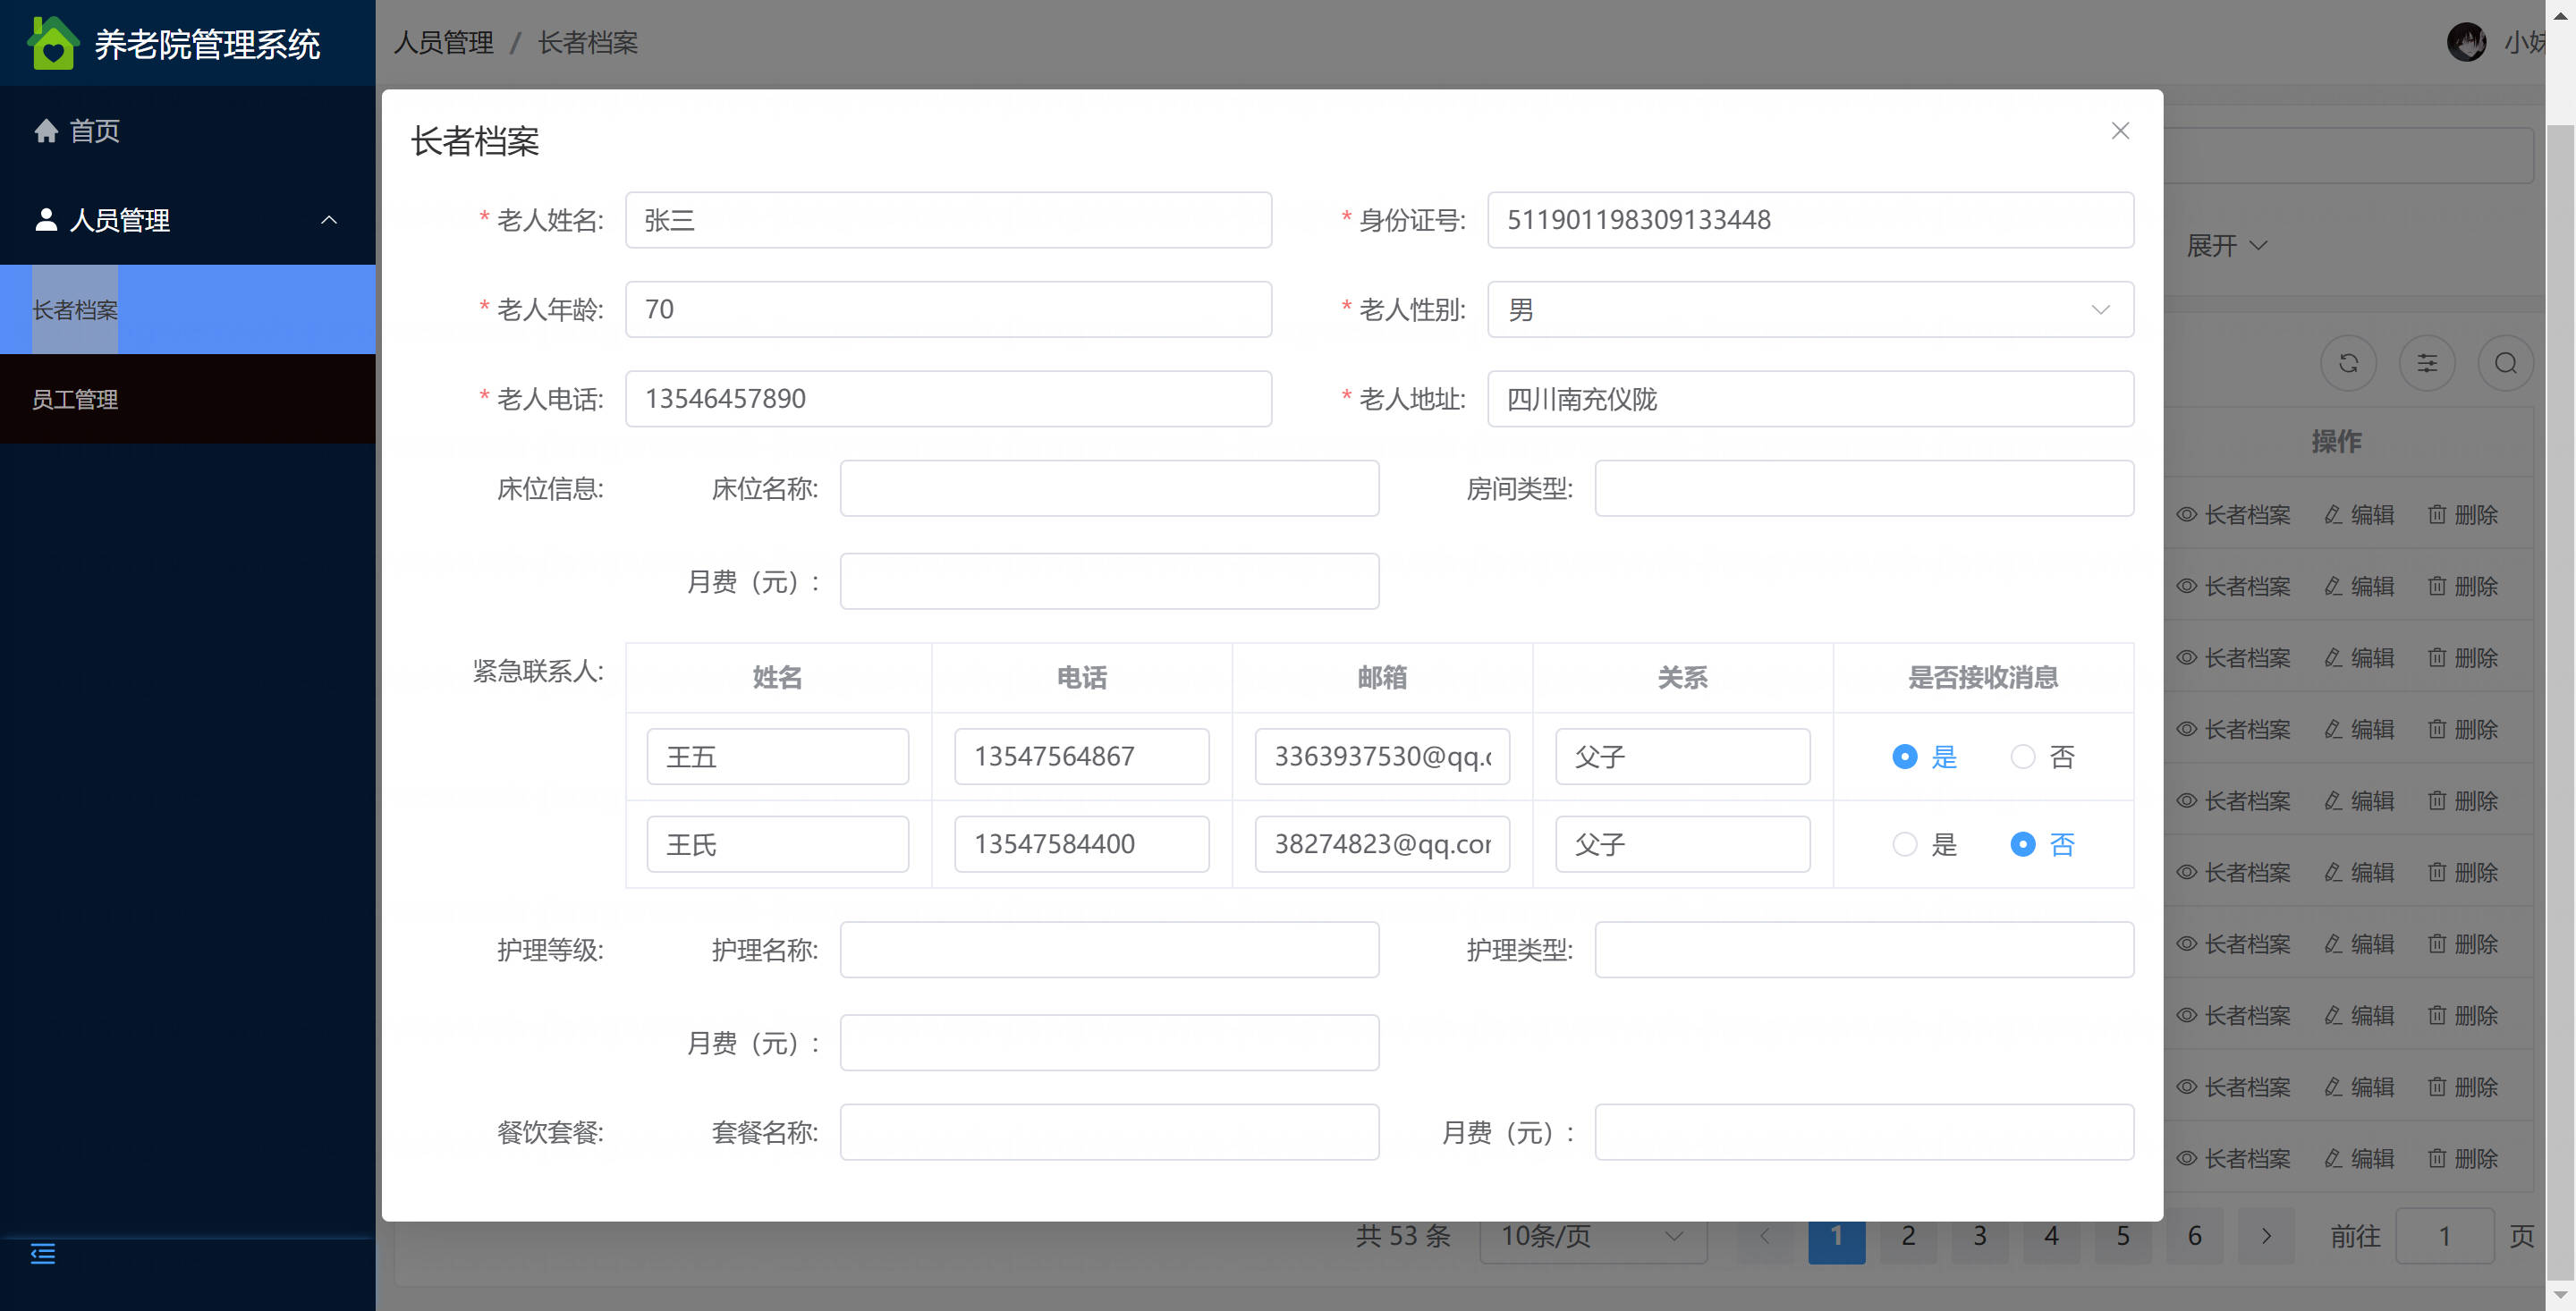 养老院管理系统
人员管理 / 长者档案
首页
人员管理
长者档案
员工管理
长者档案
* 老人姓名: 张三
* 身份证号: 511901198309133448
* 老人年龄: 70
* 老人性别: 男
* 老人电话: 13546457890
* 老人地址: 四川南充仪陇
床位信息: 床位名称: 房间类型:
月费（元）:
紧急联系人: 姓名 电话 邮箱 关系 是否接收消息
王五 13547564867 3363937530@qq. 父子 是 否
王氏 13547584400 38274823@qq.co 父子 是 否
护理等级: 护理名称: 护理类型:
月费（元）:
餐饮套餐: 套餐名称: 月费（元）:
展开
操作
长者档案 编辑 删除
长者档案 编辑 删除
长者档案 编辑 删除
长者档案 编辑 删除
长者档案 编辑 删除
长者档案 编辑 删除
长者档案 编辑 删除
长者档案 编辑 删除
长者档案 编辑 删除
长者档案 编辑 删除
共 53 条 10条/页 1 2 3 4 5 6 前往 1 页
小